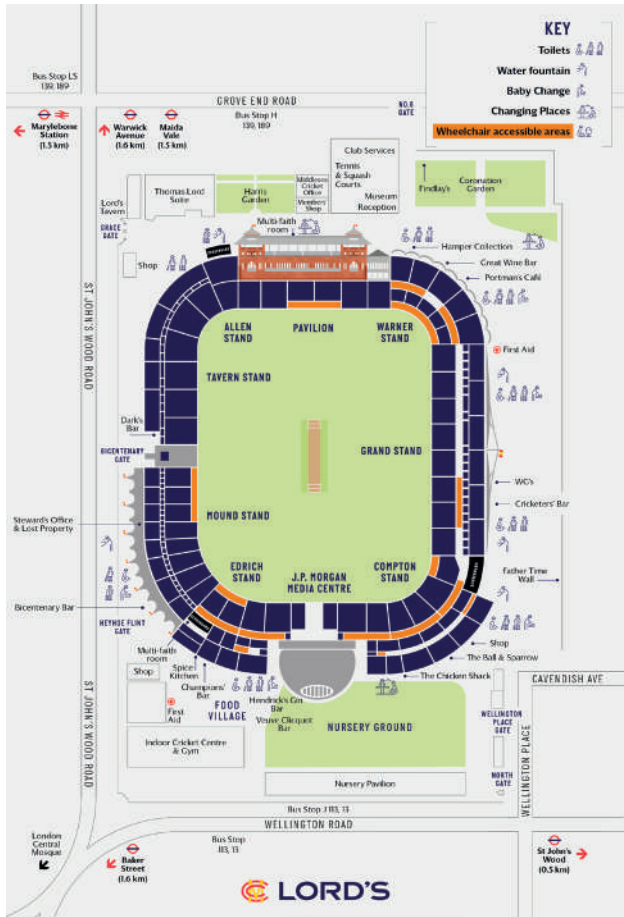 KEY
Toilets
Water fountain
Baby Change
Changing Places
Wheelchair accessible areas
Bus Stop LS
139, 189
GROVE END ROAD
Bus Stop H
139, 189
NO.6
GATE
Marylebone
Station
(1.5 km)
Warwick
Avenue
(1.6 km)
Maida
Vale
(1.5 km)
Club Services
Tennis
& Squash
Courts
Museum
Reception
Middlesex
Cricket
Office
Members'
Shop
Findlay's
Coronation
Garden
Lord's
Tavern
Thomas Lord
Suite
Harris
Garden
GRACE
GATE
Multi-faith
room
Hamper Collection
Great Wine Bar
Portman's Café
Shop
ST JOHN'S WOOD ROAD
ALLEN
STAND
PAVILION
WARNER
STAND
First Aid
TAVERN STAND
Dark's
Bar
BICENTENARY
GATE
GRAND STAND
WG's
Cricketers' Bar
Steward's Office
& Lost Property
MOUND STAND
EDRICH
STAND
J.P. MORGAN
MEDIA CENTRE
COMPTON
STAND
Father Time
Wall
Bicentenary Bar
HEYHOE FLINT
GATE
Multi-faith
room
Spice
Kitchen
Champions'
Bar
Shop
The Ball & Sparrow
The Chicken Shack
Shop
First
Aid
FOOD
VILLAGE
Hendrick's Gin
Bar
Veuve Clicquot
Bar
NURSERY GROUND
CAVENDISH AVE
WELLINGTON
PLACE
GATE
WELLINGTON PLACE
NORTH
GATE
ST JOHN'S WOOD ROAD
Indoor Cricket Centre
& Gym
Nursery Pavilion
Bus Stop J 113, 13
WELLINGTON ROAD
London
Central
Mosque
Baker
Street
(1.6 km)
Bus Stop
113, 13
St John's
Wood
(0.5 km)
LORD'S